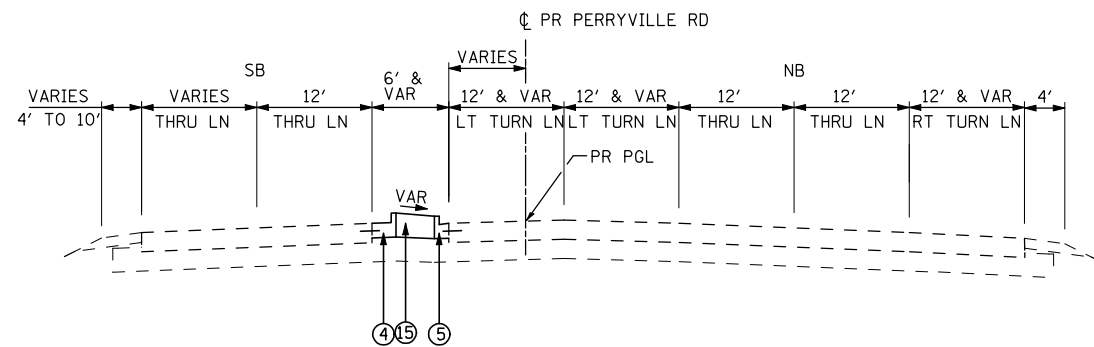 ℄ PR PERRYVILLE RD
VARIES
SB
NB
6' &
VAR
VARIES
4' TO 10'
VARIES
THRU LN
12'
THRU LN
12' & VAR
LT TURN LN
12' & VAR
LT TURN LN
12'
THRU LN
12'
THRU LN
12' & VAR
RT TURN LN
4'
PR PGL
VAR
4
15
5